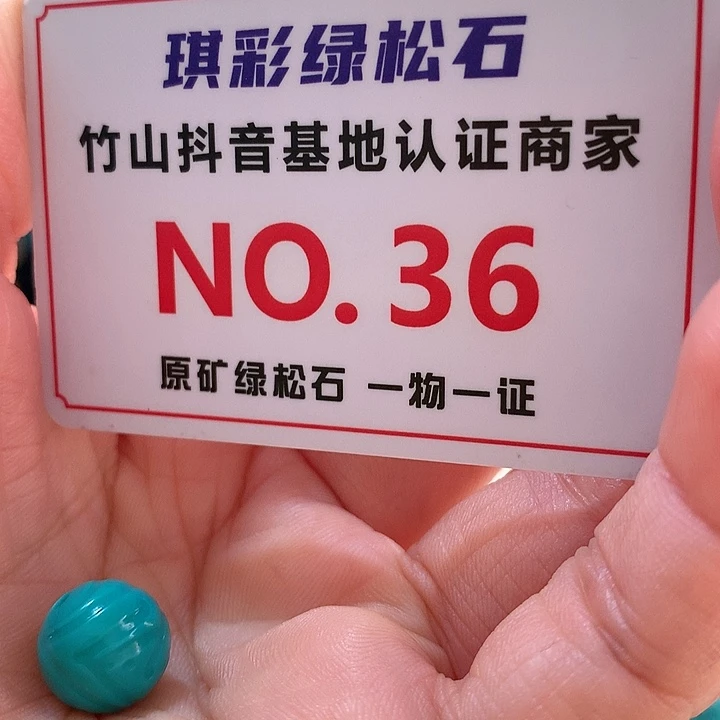 琪彩绿松石
竹山抖音基地认证商家
NO.36
原矿绿松石 一物一证